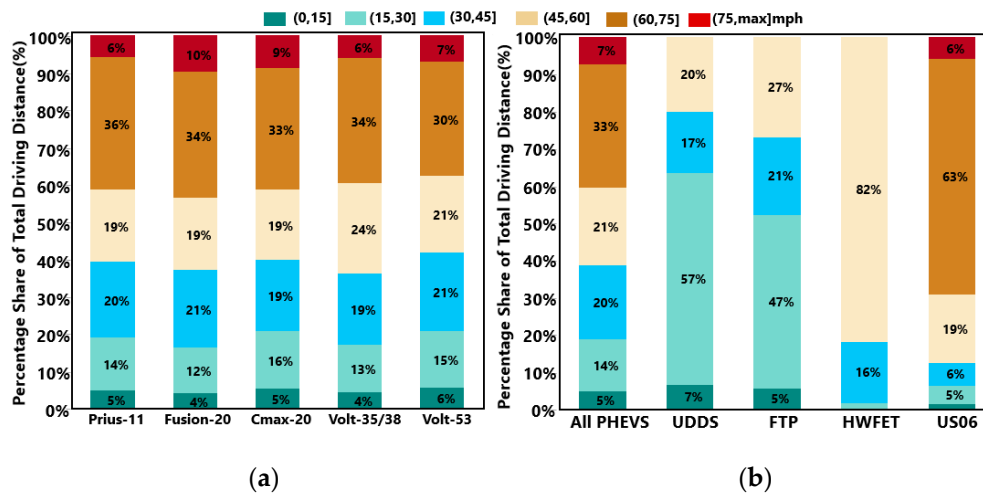 (0,15] (15,30] (30,45] (45,60] (60,75] (75,max]mph
Percentage Share of Total Driving Distance(%)
100%
90%
80%
70%
60%
50%
40%
30%
20%
10%
0%
6% 10% 9% 6% 7%
36% 34% 33% 34% 30%
19% 19% 19% 24% 21%
20% 21% 19% 19% 21%
14% 12% 16% 13% 15%
5% 4% 5% 4% 6%
Prius-11 Fusion-20 Cmax-20 Volt-35/38 Volt-53
(a)
Percentage Share of Total Driving Distance(%)
100%
90%
80%
70%
60%
50%
40%
30%
20%
10%
0%
7% 6%
33% 63%
21% 20% 27% 82% 19%
20% 17% 21% 16% 6%
14% 57% 47% 5%
5% 7% 5%
All PHEVS UDDS FTP HWFET US06
(b)